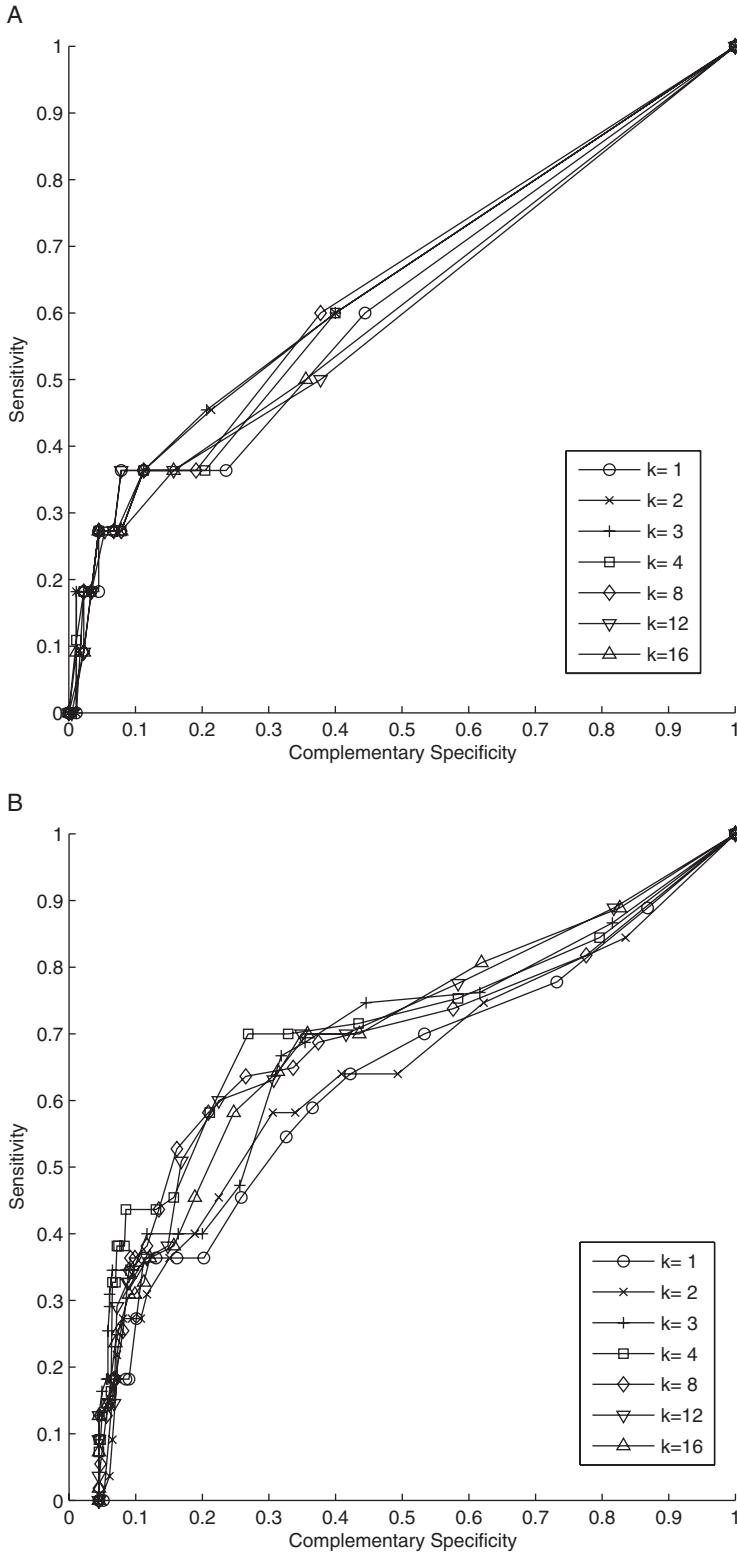 A
1
0.9
0.8
0.7
0.6
0.5
0.4
0.3
0.2
0.1
0
Sensitivity
k= 1
k= 2
k= 3
k= 4
k= 8
k=12
k=16
0 0.1 0.2 0.3 0.4 0.5 0.6 0.7 0.8 0.9 1
Complementary Specificity
B
1
0.9
0.8
0.7
0.6
0.5
0.4
0.3
0.2
0.1
0
Sensitivity
k= 1
k= 2
k= 3
k= 4
k= 8
k=12
k=16
0 0.1 0.2 0.3 0.4 0.5 0.6 0.7 0.8 0.9 1
Complementary Specificity